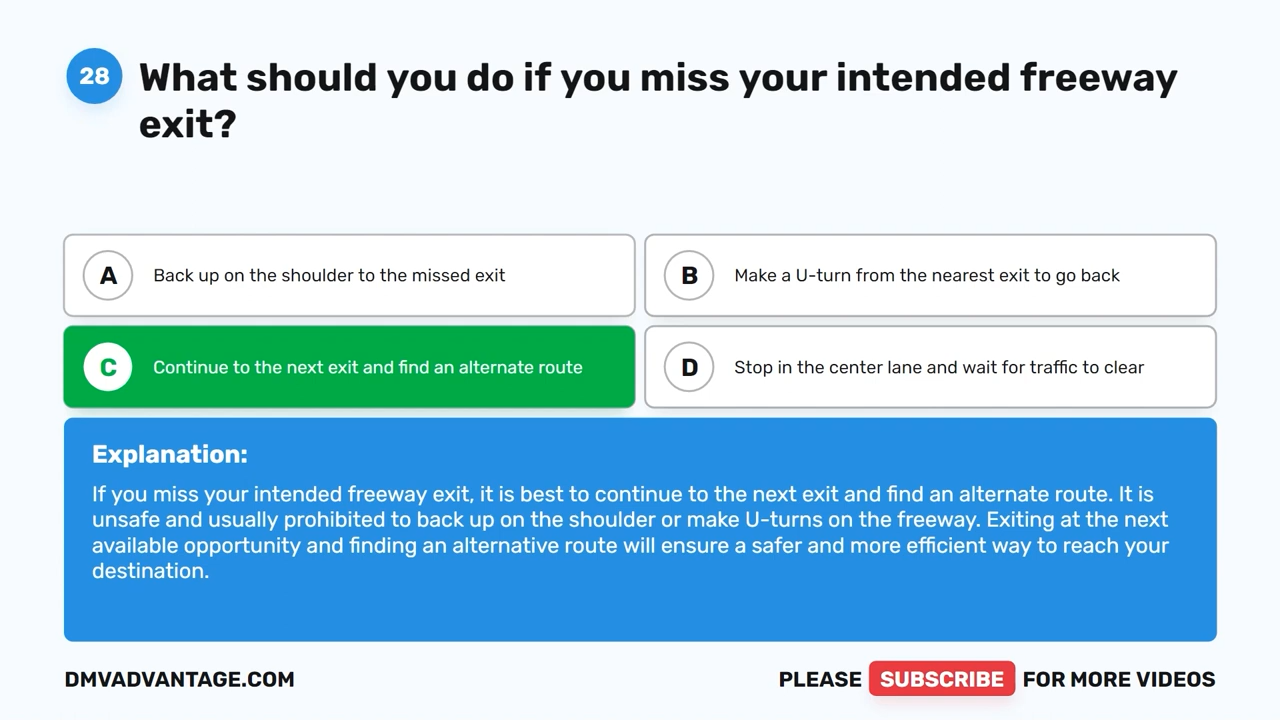 28
What should you do if you miss your intended freeway
exit?
A
Back up on the shoulder to the missed exit
B
Make a U-turn from the nearest exit to go back
C
Continue to the next exit and find an alternate route
D
Stop in the center lane and wait for traffic to clear
Explanation:
If you miss your intended freeway exit, it is best to continue to the next exit and find an alternate route. It is
unsafe and usually prohibited to back up on the shoulder or make U-turns on the freeway. Exiting at the next
available opportunity and finding an alternative route will ensure a safer and more efficient way to reach your
destination.
DMVADVANTAGE.COM
PLEASE SUBSCRIBE FOR MORE VIDEOS